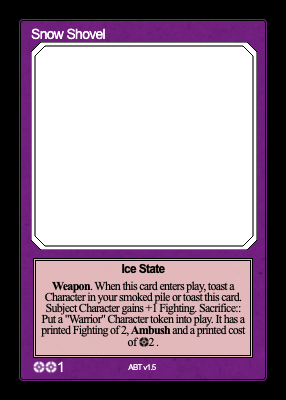 Snow Shovel
Ice State
Weapon. When this card enters play, toast a
Character in your smoked pile or toast this card.
Subject Character gains +1 Fighting. Sacrifice::
Put a "Warrior" Character token into play. It has a
printed Fighting of 2, Ambush and a printed cost
of 2 .
1
ABT v1.5